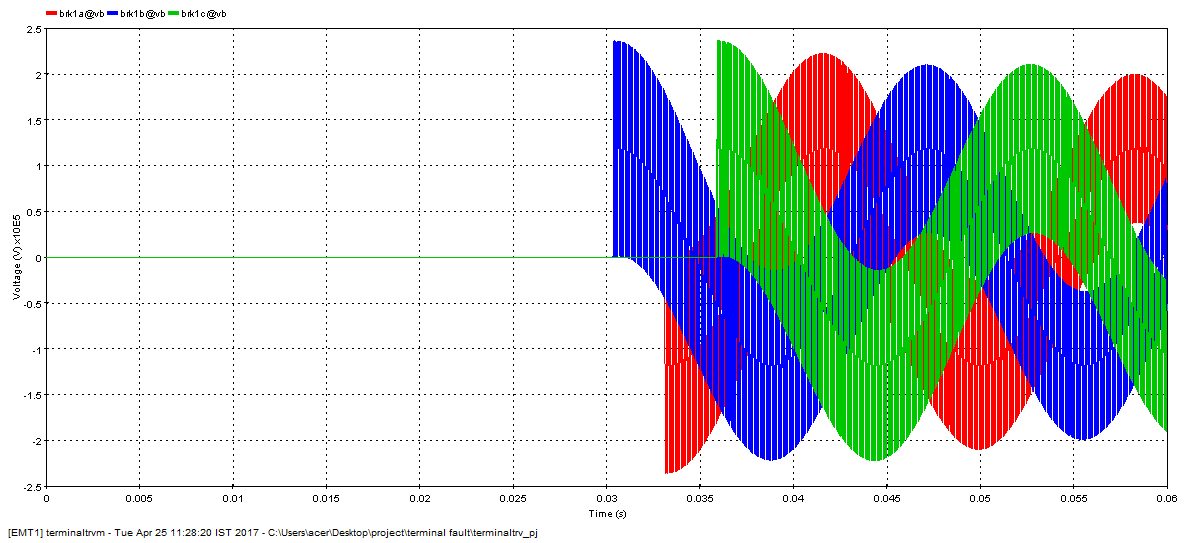 brk1a@vb brk1b@vb brk1c@vb
2.5
2
1.5
1
0.5
0
-0.5
-1
-1.5
-2
-2.5
Voltage (V) x10E5
0 0.005 0.01 0.015 0.02 0.025 0.03 0.035 0.04 0.045 0.05 0.055 0.06
Time (s)
[EMT1] terminaltrvm - Tue Apr 25 11:28:20 IST 2017 - C:\Users\acer\Desktop\project\terminal fault\terminaltrv_pj